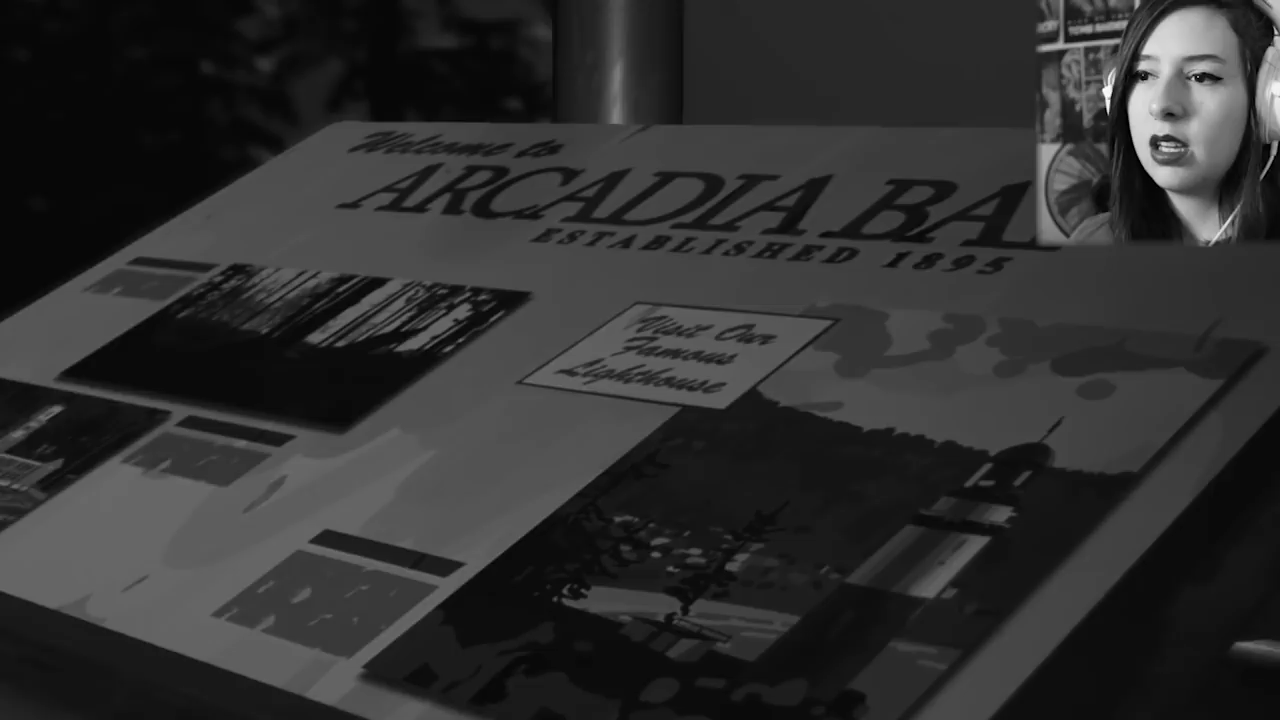 Welcome to
ARCADIA BA
ESTABLISHED 1895
Visit Our
Famous
Lighthouse